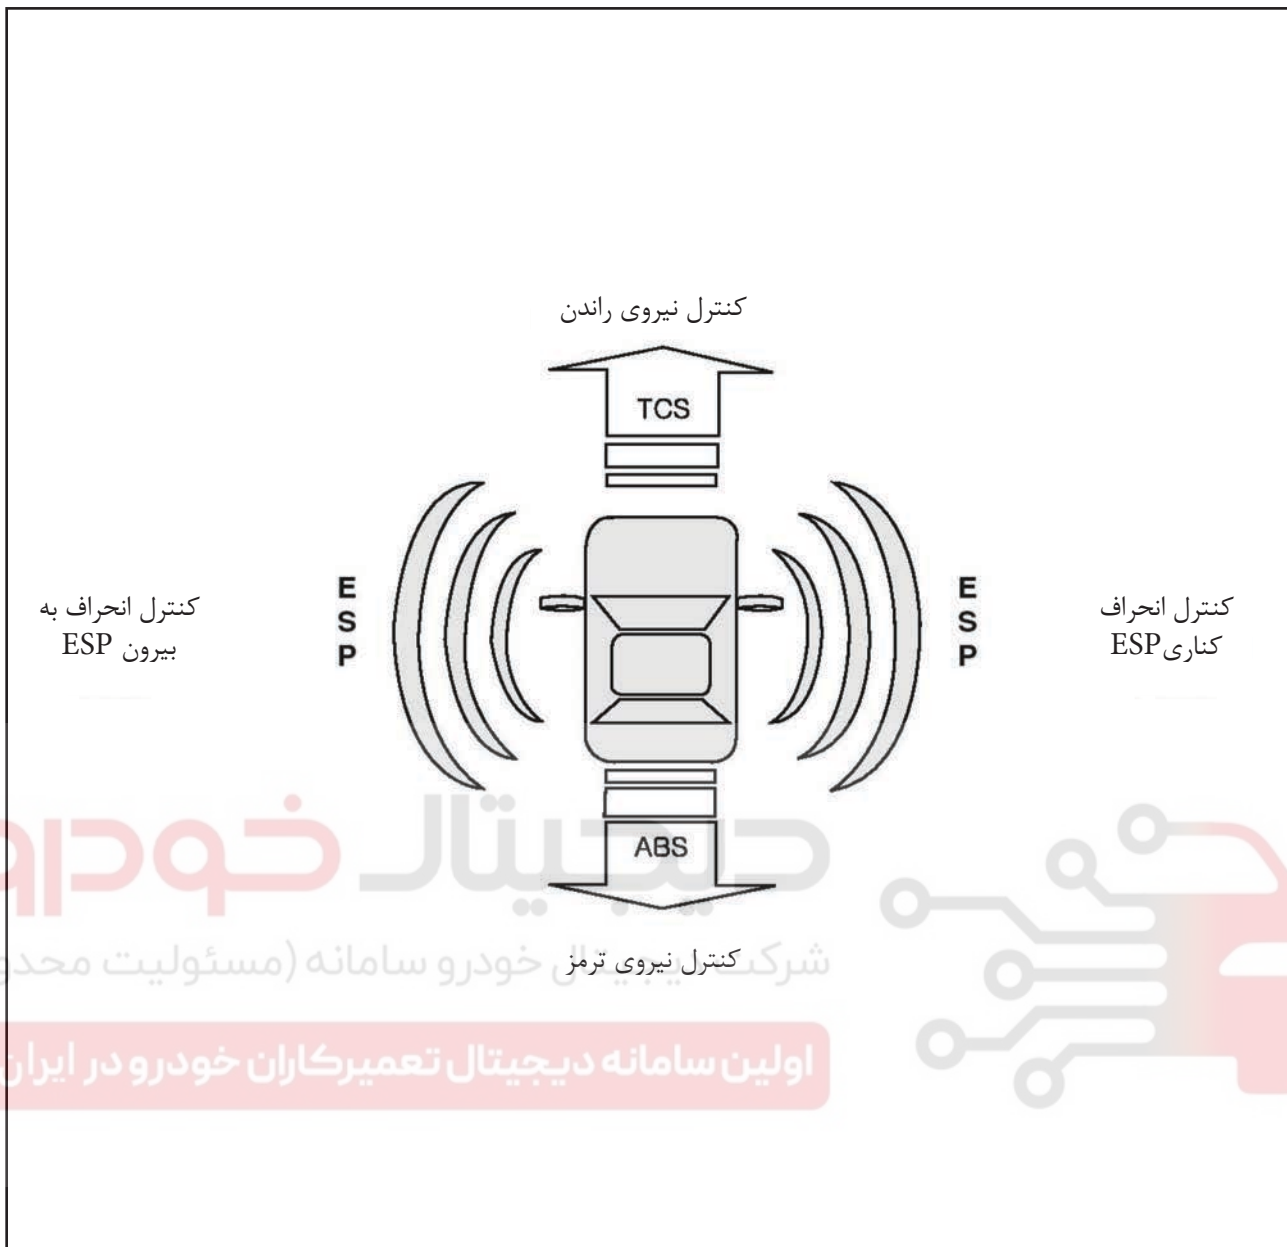 کنترل نیروی راندن
TCS
E
S
P
E
S
P
کنترل انحراف
کناریESP
کنترل انحراف به
بیرون ESP
ABS
دیجیتال خودرو
کنترل نیروی ترمز
شرکت دیجیتال خودرو سامانه (مسئولیت
اولین سامانه دیجیتال تعمیرکاران خودرو در ایران